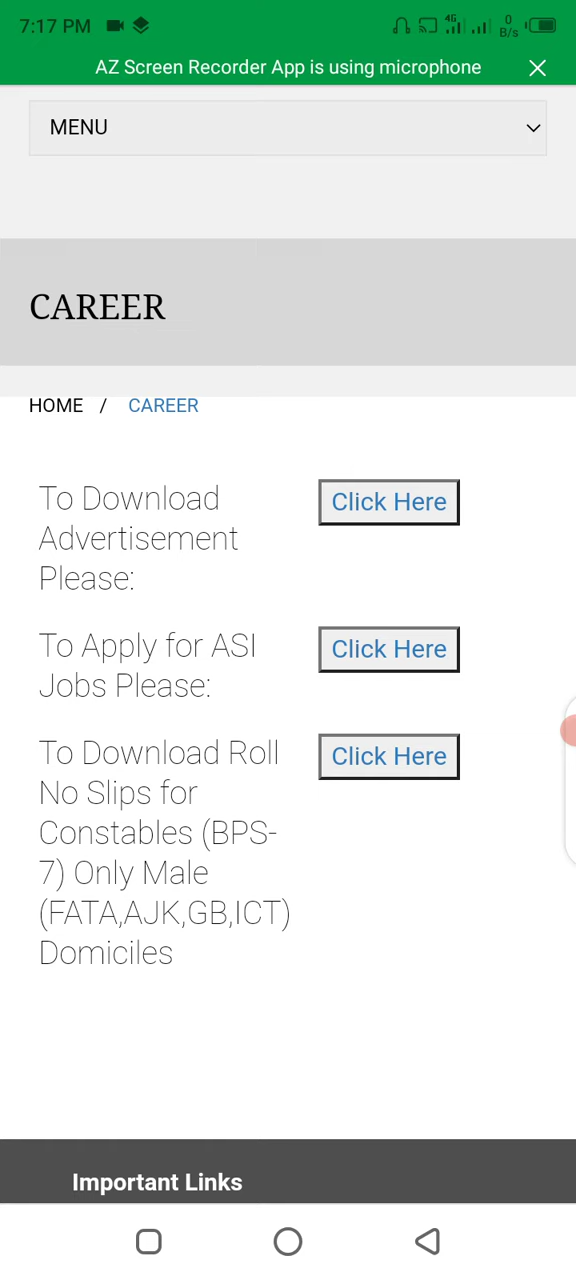 7:17 PM
4G
0
B/s
AZ Screen Recorder App is using microphone
MENU
CAREER
HOME / CAREER
To Download
Advertisement
Please:
Click Here
To Apply for ASI
Jobs Please:
Click Here
To Download Roll
No Slips for
Constables (BPS-
7) Only Male
(FATA,AJK,GB,ICT)
Domiciles
Click Here
Important Links